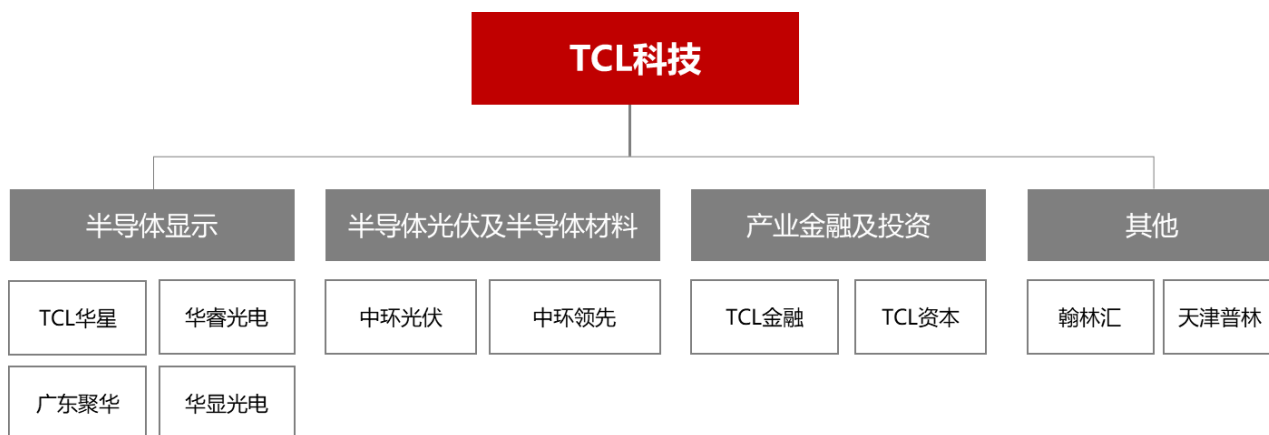 TCL科技
半导体显示
半导体光伏及半导体材料
产业金融及投资
其他
TCL华星
华睿光电
中环光伏
中环领先
TCL金融
TCL资本
翰林汇
天津普林
广东聚华
华显光电